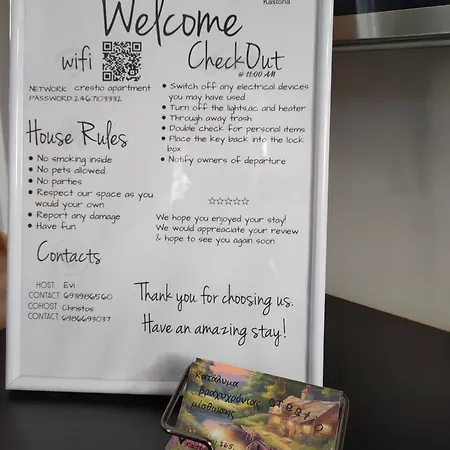 Kastoria
Welcome
wifi
NETWORK: crestio apartment
PASSWORD: 2467103332
CheckOut
@ 11:00 AM
• Switch off any electrical devices
you may have used
• Turn off the lights,ac and heater
• Through away trash
• Double check for personal items
• Place the key back into the lock
box
• Notify owners of departure
House Rules
• No smoking inside
• No pets allowed
• No parties
• Respect our space as you
would your own
• Report any damage
• Have fun
☆☆☆☆☆
We hope you enjoyed your stay!
We would appreaciate your review
& hope to see you again soon
Contacts
HOST: Evi
CONTACT: 6931986560
COHOST: Christos
CONTACT: 6986693037
Thank you for choosing us.
Have an amazing stay!
Κατάλυμα
βραχυχρόνιας
μίσθωσης